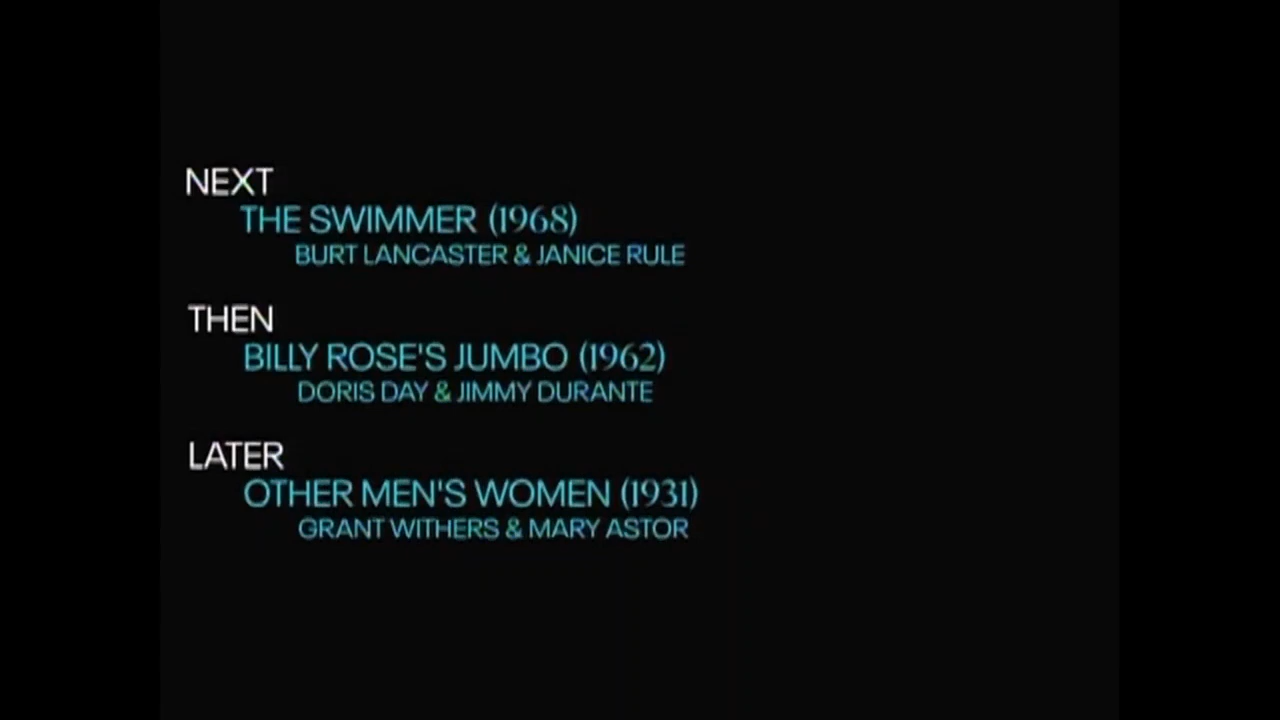 NEXT
THE SWIMMER (1968)
BURT LANCASTER & JANICE RULE
THEN
BILLY ROSE'S JUMBO (1962)
DORIS DAY & JIMMY DURANTE
LATER
OTHER MEN'S WOMEN (1931)
GRANT WITHERS & MARY ASTOR